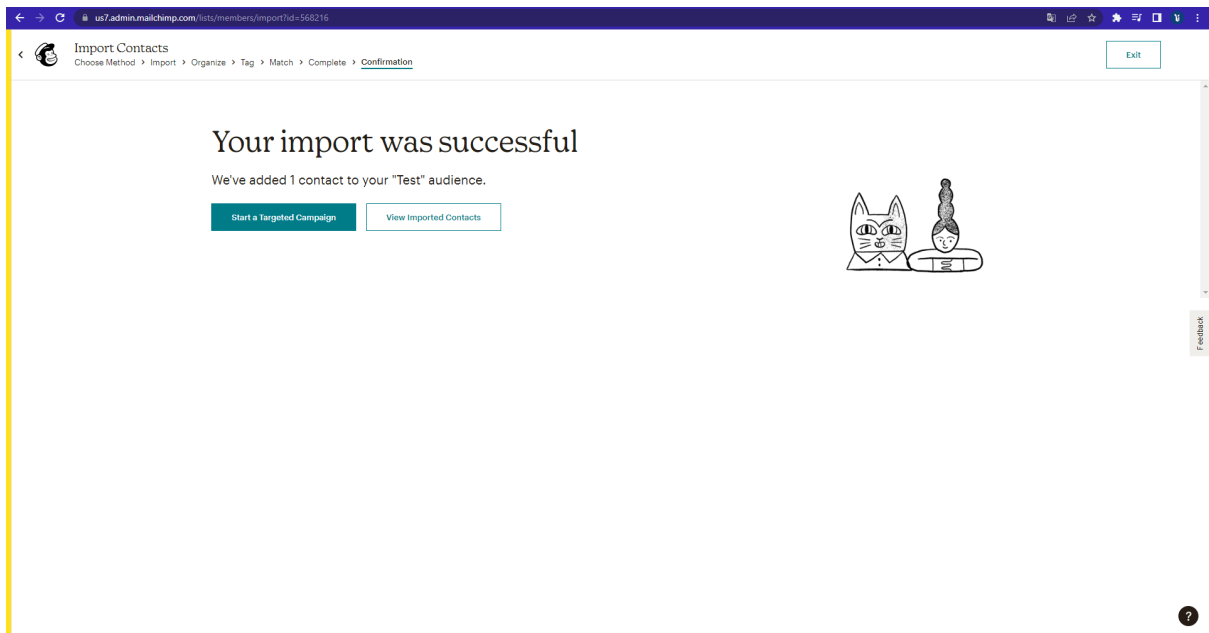 us7.admin.mailchimp.com/lists/members/import?id=568216
Import Contacts
Choose Method > Import > Organize > Tag > Match > Complete > Confirmation
Exit
Your import was successful
We've added 1 contact to your "Test" audience.
Start a Targeted Campaign
View Imported Contacts
Feedback
?